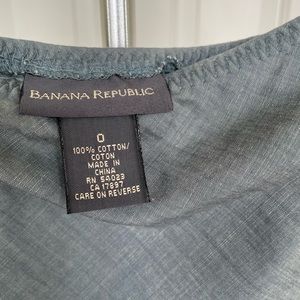 BANANA REPUBLIC
0
100% COTTON/
COTON
MADE IN
CHINA
RN 54023
CA 17897
CARE ON REVERSE